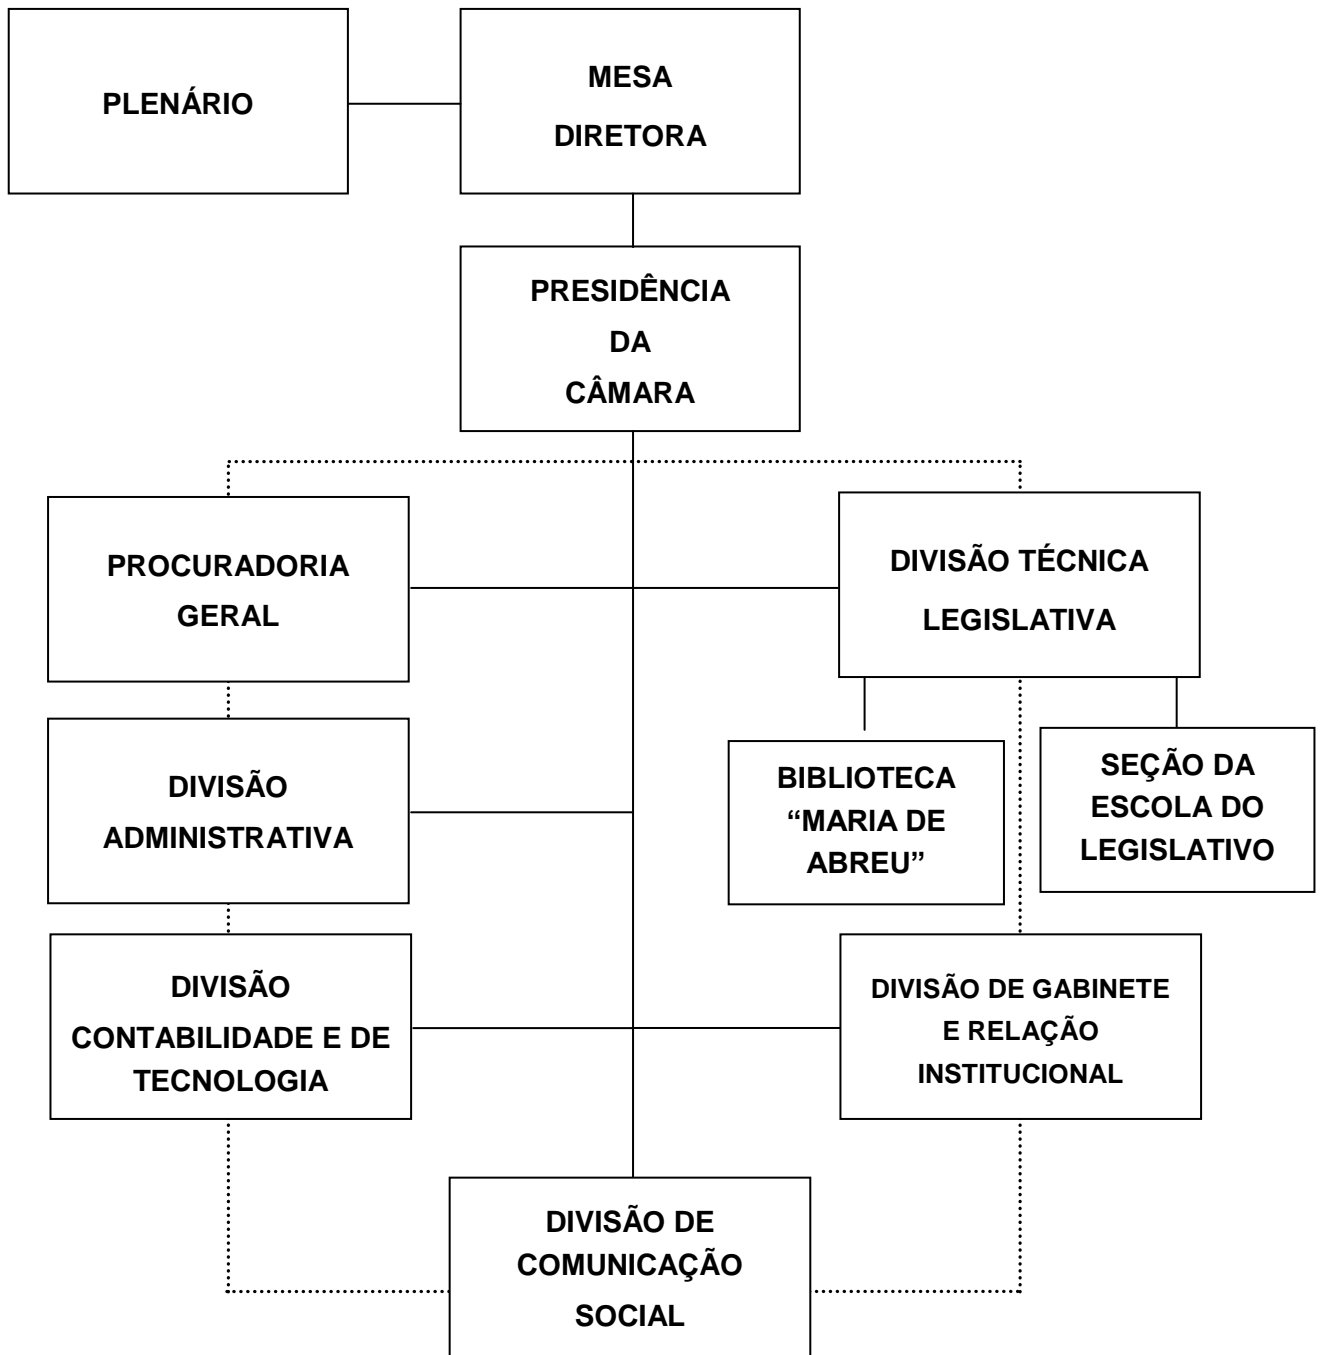 PLENÁRIO
MESA
DIRETORA
PRESIDÊNCIA
DA
CÂMARA
PROCURADORIA
GERAL
DIVISÃO TÉCNICA
LEGISLATIVA
DIVISÃO
ADMINISTRATIVA
BIBLIOTECA
“MARIA DE
ABREU”
SEÇÃO DA
ESCOLA DO
LEGISLATIVO
DIVISÃO
CONTABILIDADE E DE
TECNOLOGIA
DIVISÃO DE GABINETE
E RELAÇÃO
INSTITUCIONAL
DIVISÃO DE
COMUNICAÇÃO
SOCIAL